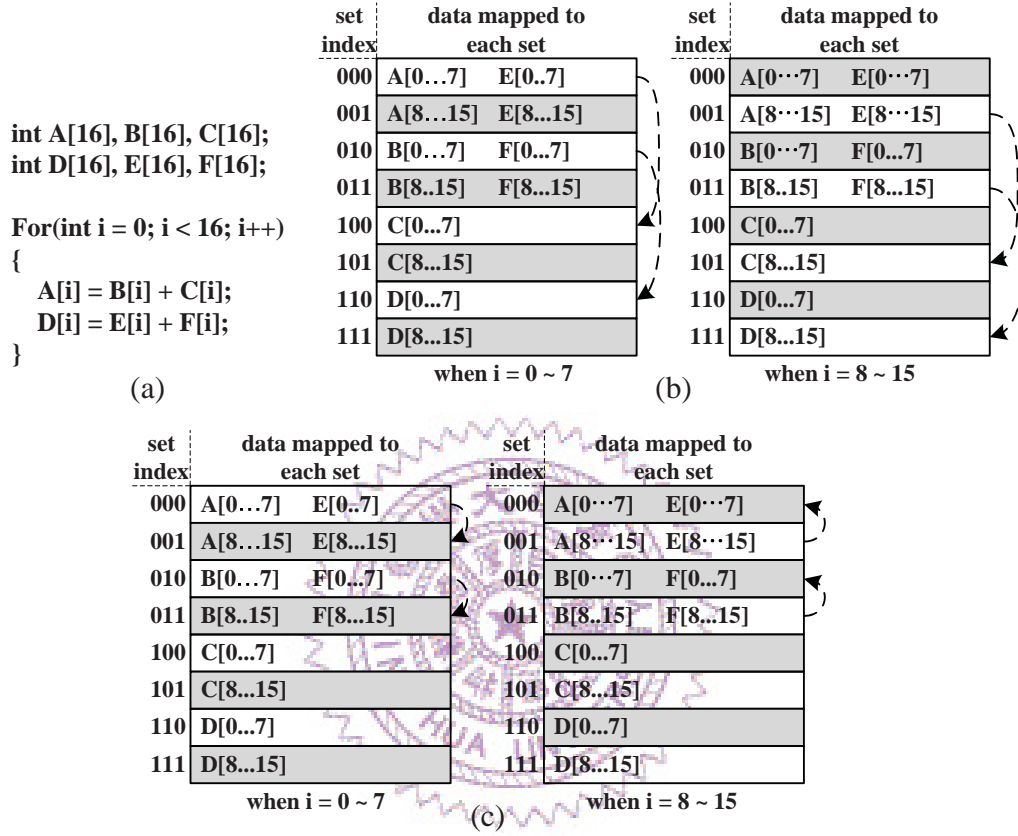 set index
data mapped to each set
000 A[0…7] E[0..7]
001 A[8…15] E[8...15]
010 B[0…7] F[0...7]
011 B[8..15] F[8...15]
100 C[0...7]
101 C[8...15]
110 D[0...7]
111 D[8...15]
when i = 0 ~ 7
set index
data mapped to each set
000 A[0⋯7] E[0⋯7]
001 A[8⋯15] E[8⋯15]
010 B[0⋯7] F[0...7]
011 B[8..15] F[8...15]
100 C[0...7]
101 C[8...15]
110 D[0...7]
111 D[8...15]
when i = 8 ~ 15
int A[16], B[16], C[16];
int D[16], E[16], F[16];
For(int i = 0; i < 16; i++)
{
A[i] = B[i] + C[i];
D[i] = E[i] + F[i];
}
(a)
(b)
set index
data mapped to each set
000 A[0…7] E[0..7]
001 A[8…15] E[8...15]
010 B[0…7] F[0...7]
011 B[8..15] F[8...15]
100 C[0...7]
101 C[8...15]
110 D[0...7]
111 D[8...15]
when i = 0 ~ 7
set index
data mapped to each set
000 A[0⋯7] E[0⋯7]
001 A[8⋯15] E[8⋯15]
010 B[0⋯7] F[0...7]
011 B[8..15] F[8...15]
100 C[0...7]
101 C[8...15]
110 D[0...7]
111 D[8...15]
when i = 8 ~ 15
(c)
HUA